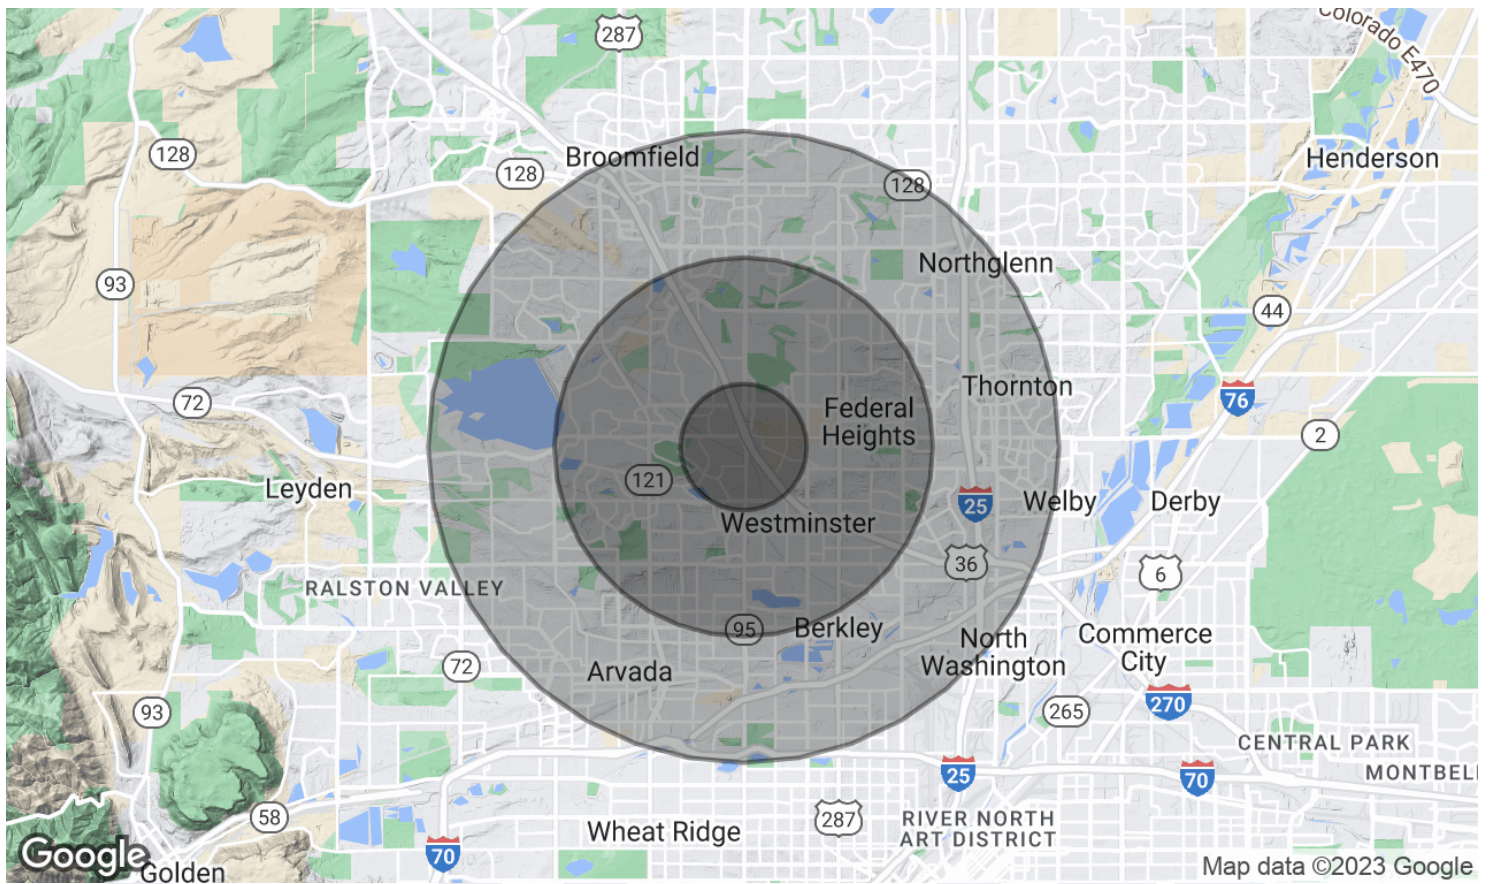 Colorado E470
287
128
Broomfield
128
128
Henderson
93
Northglenn
44
72
Thornton
76
Federal
Heights
2
121
Leyden
25
Welby
Derby
Westminster
36
6
RALSTON VALLEY
95
Berkley
North
Washington
Commerce
City
72
Arvada
93
265
270
CENTRAL PARK
MONTBEL
25
70
58
287
RIVER NORTH
ART DISTRICT
Wheat Ridge
70
Google
Golden
Map data ©2023 Google